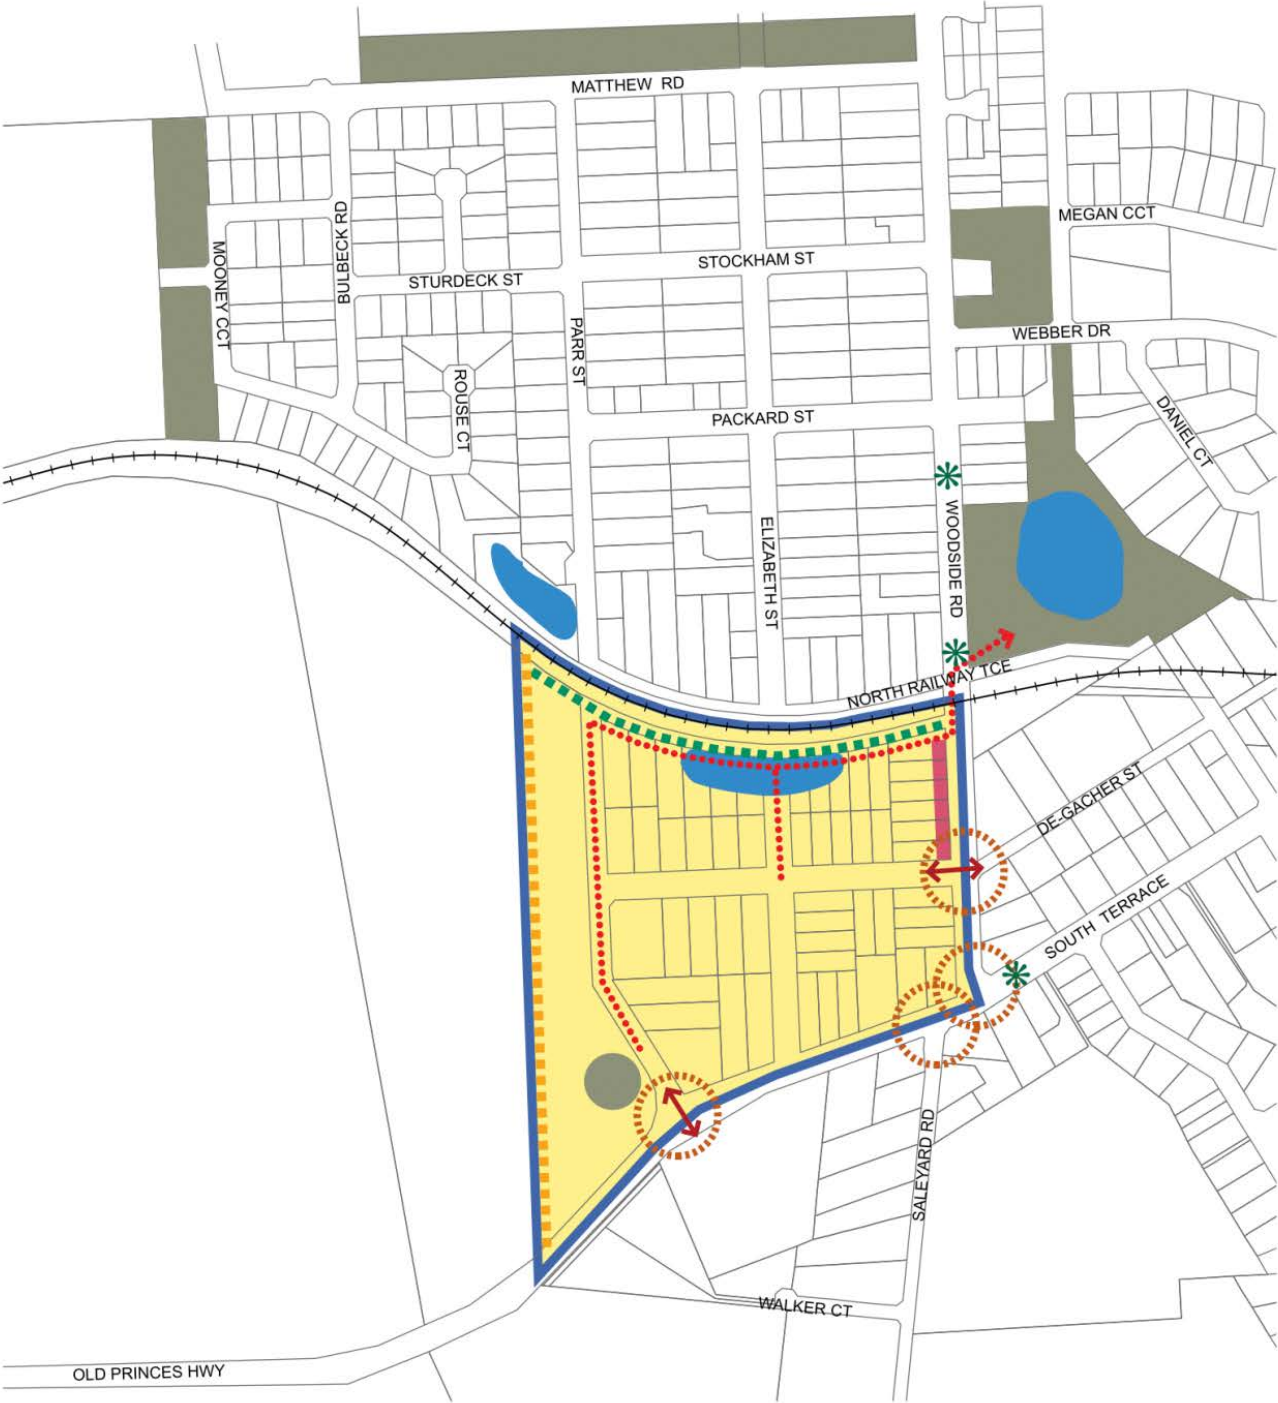 MATTHEW RD
MEGAN CCT
BULBECK RD
MOONEY CCT
STOCKHAM ST
STURDECK ST
WEBBER DR
PARR ST
ROUSE CT
PACKARD ST
DANIEL CT
ELIZABETH ST
WOODSIDE RD
NORTH RAILWAY TCE
DE-GACHER ST
SOUTH TERRACE
SALEYARD RD
WALKER CT
OLD PRINCES HWY